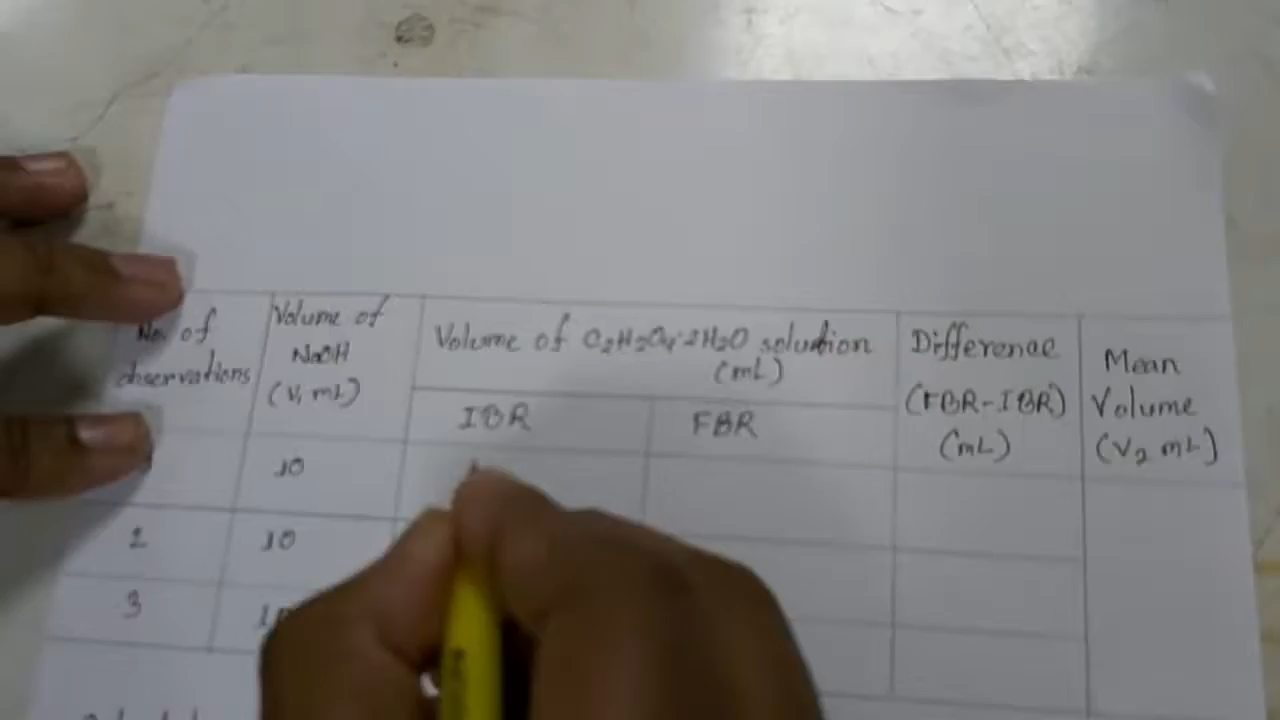 No. of
observations
Volume of
NaOH
(V₁ mL)
Volume of C₂H₂O₄·2H₂O solution
(mL)
IBR
FBR
Difference
(FBR-IBR)
(mL)
Mean
Volume
(V₂ mL)
10
2
10
3